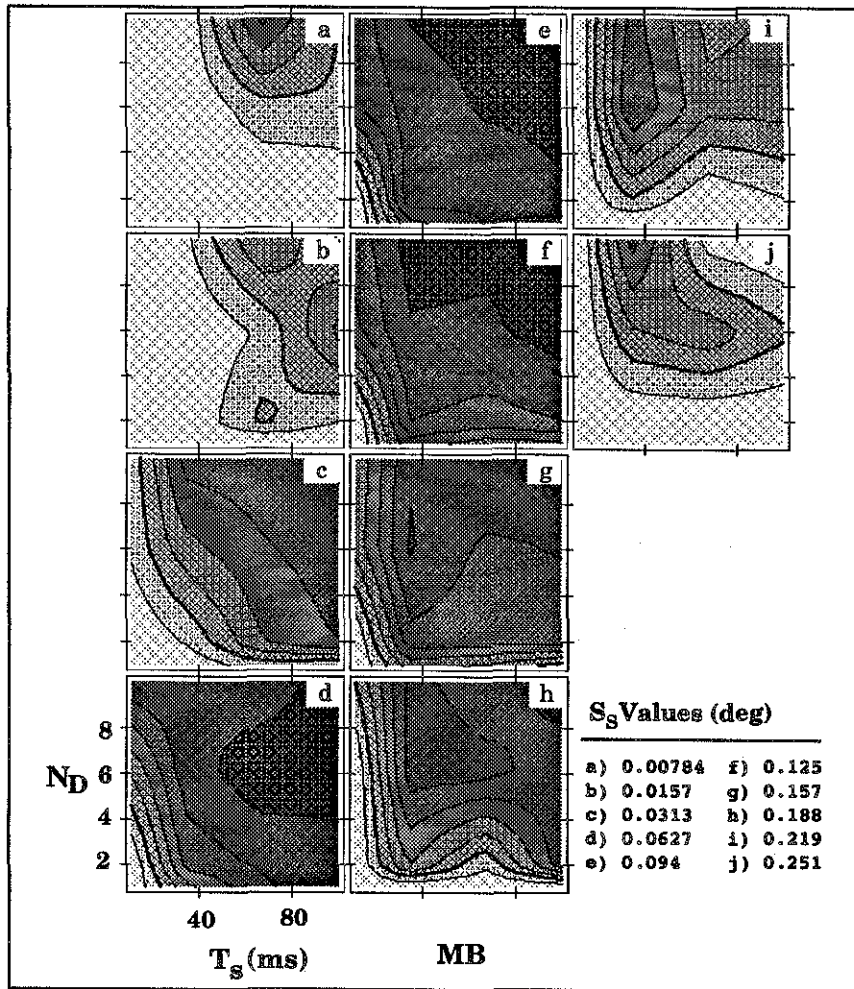 a
e
i
b
f
j
c
g
d
h
8
N_D 6
4
2
40 80
T_s (ms)
MB
S_S Values (deg)
a) 0.00784 f) 0.125
b) 0.0157 g) 0.157
c) 0.0313 h) 0.188
d) 0.0627 i) 0.219
e) 0.094 j) 0.251